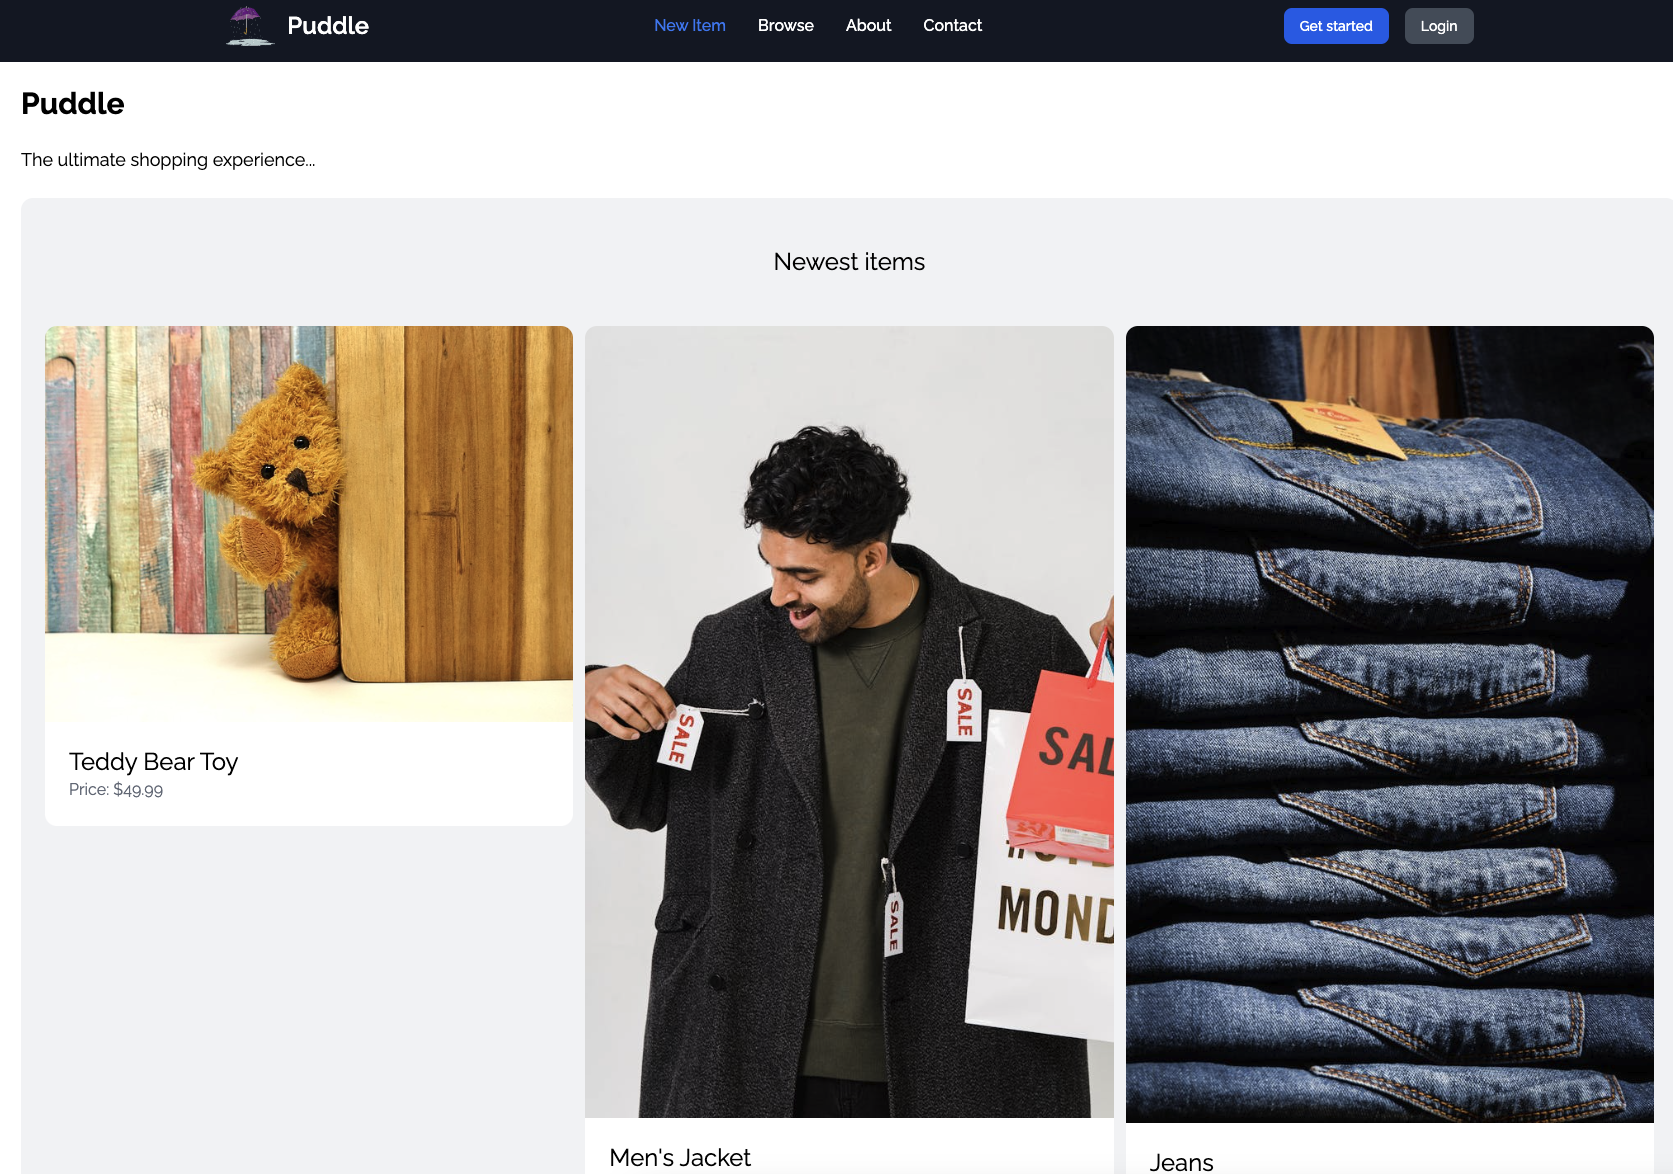 Puddle
New Item
Browse
About
Contact
Get started
Login
Puddle
The ultimate shopping experience...
Newest items
Teddy Bear Toy
Price: $49.99
SALE
SALE
SALE
SAL
MOND
Men's Jacket
Jeans